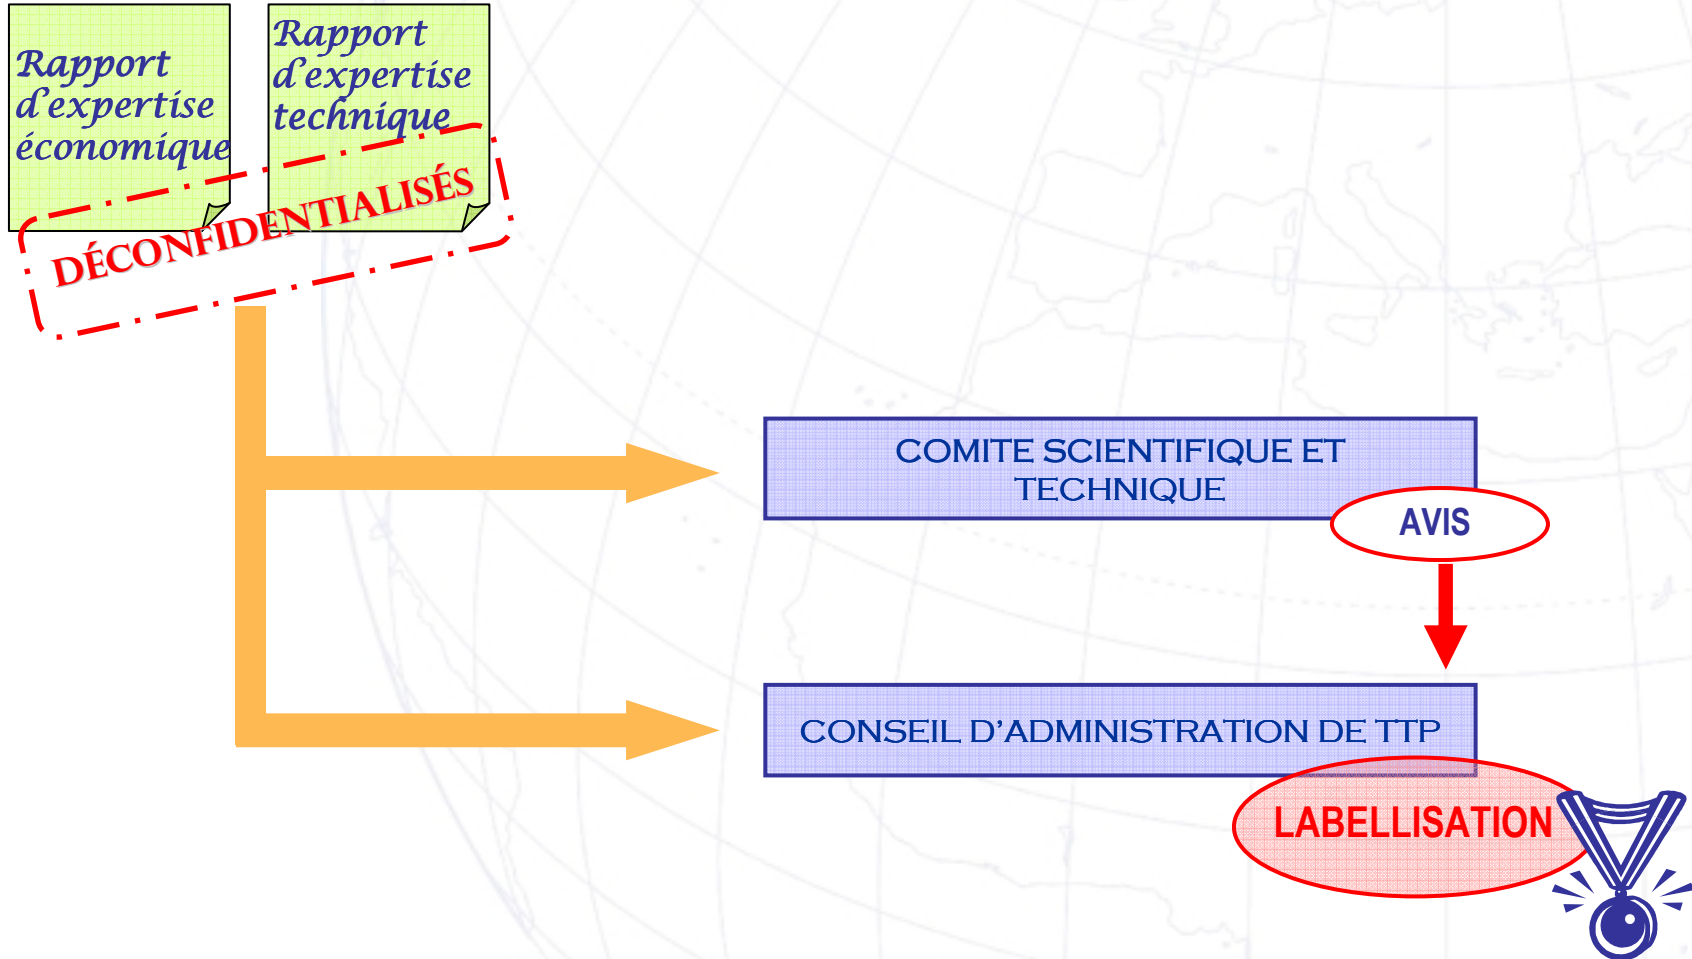 Rapport
d'expertise
économique
Rapport
d'expertise
technique
DÉCONFIDENTIALISÉS
COMITE SCIENTIFIQUE ET
TECHNIQUE
AVIS
CONSEIL D’ADMINISTRATION DE TTP
LABELLISATION